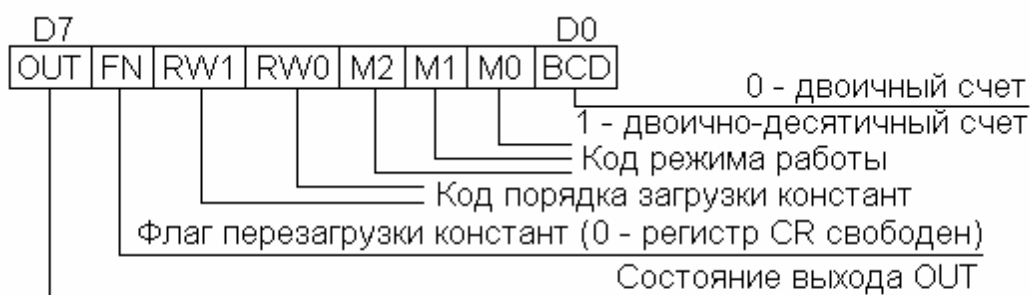 D7 D0
OUT FN RW1 RW0 M2 M1 M0 BCD
0 - двоичный счет
1 - двоично-десятичный счет
Код режима работы
Код порядка загрузки констант
Флаг перезагрузки констант (0 - регистр CR свободен)
Состояние выхода OUT